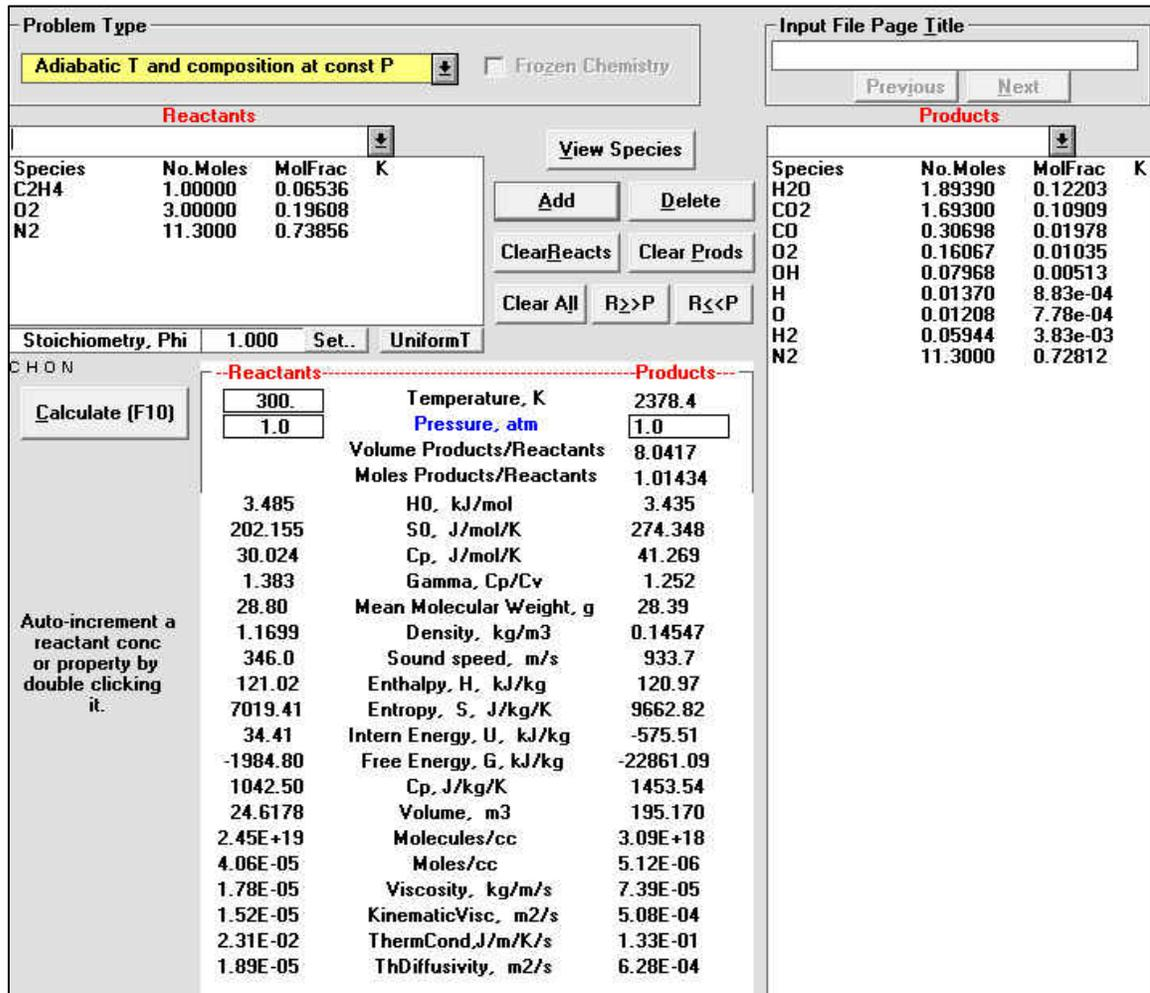 Problem Type
Adiabatic T and composition at const P
Frozen Chemistry
Input File Page Title
Previous Next
Reactants
Species No.Moles MolFrac K
C2H4 1.00000 0.06536
O2 3.00000 0.19608
N2 11.3000 0.73856
View Species
Add Delete
ClearReacts Clear Prods
Clear All R>>P R<<P
Products
Species No.Moles MolFrac K
H2O 1.89390 0.12203
CO2 1.69300 0.10909
CO 0.30698 0.01978
O2 0.16067 0.01035
OH 0.07968 0.00513
H 0.01370 8.83e-04
O 0.01208 7.78e-04
H2 0.05944 3.83e-03
N2 11.3000 0.72812
Stoichiometry, Phi 1.000 Set.. UniformT
C H O N
Calculate (F10)
Auto-increment a
reactant conc
or property by
double clicking
it.
--Reactants------Products---
300. Temperature, K 2378.4
1.0 Pressure, atm 1.0
Volume Products/Reactants 8.0417
Moles Products/Reactants 1.01434
3.485 H0, kJ/mol 3.435
202.155 S0, J/mol/K 274.348
30.024 Cp, J/mol/K 41.269
1.383 Gamma, Cp/Cv 1.252
28.80 Mean Molecular Weight, g 28.39
1.1699 Density, kg/m3 0.14547
346.0 Sound speed, m/s 933.7
121.02 Enthalpy, H, kJ/kg 120.97
7019.41 Entropy, S, J/kg/K 9662.82
34.41 Intern Energy, U, kJ/kg -575.51
-1984.80 Free Energy, G, kJ/kg -22861.09
1042.50 Cp, J/kg/K 1453.54
24.6178 Volume, m3 195.170
2.45E+19 Molecules/cc 3.09E+18
4.06E-05 Moles/cc 5.12E-06
1.78E-05 Viscosity, kg/m/s 7.39E-05
1.52E-05 KinematicVisc, m2/s 5.08E-04
2.31E-02 ThermCond,J/m/K/s 1.33E-01
1.89E-05 ThDiffusivity, m2/s 6.28E-04